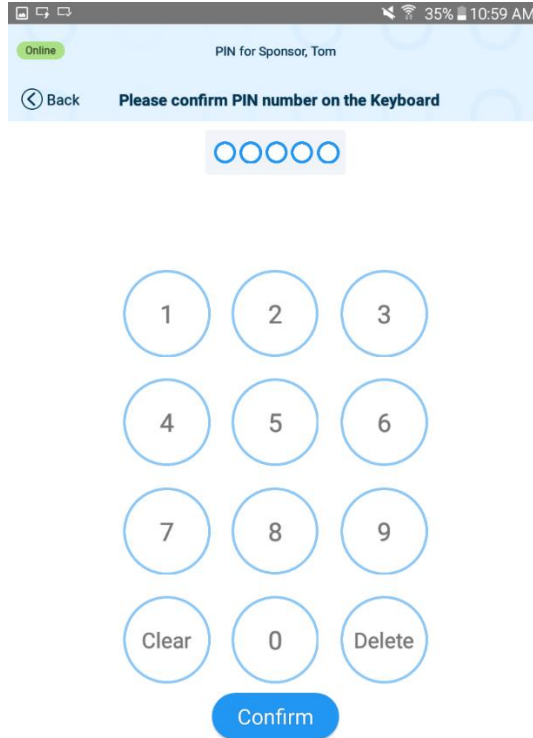 35% 10:59 AM
Online PIN for Sponsor, Tom
Back Please confirm PIN number on the Keyboard
1 2 3
4 5 6
7 8 9
Clear 0 Delete
Confirm